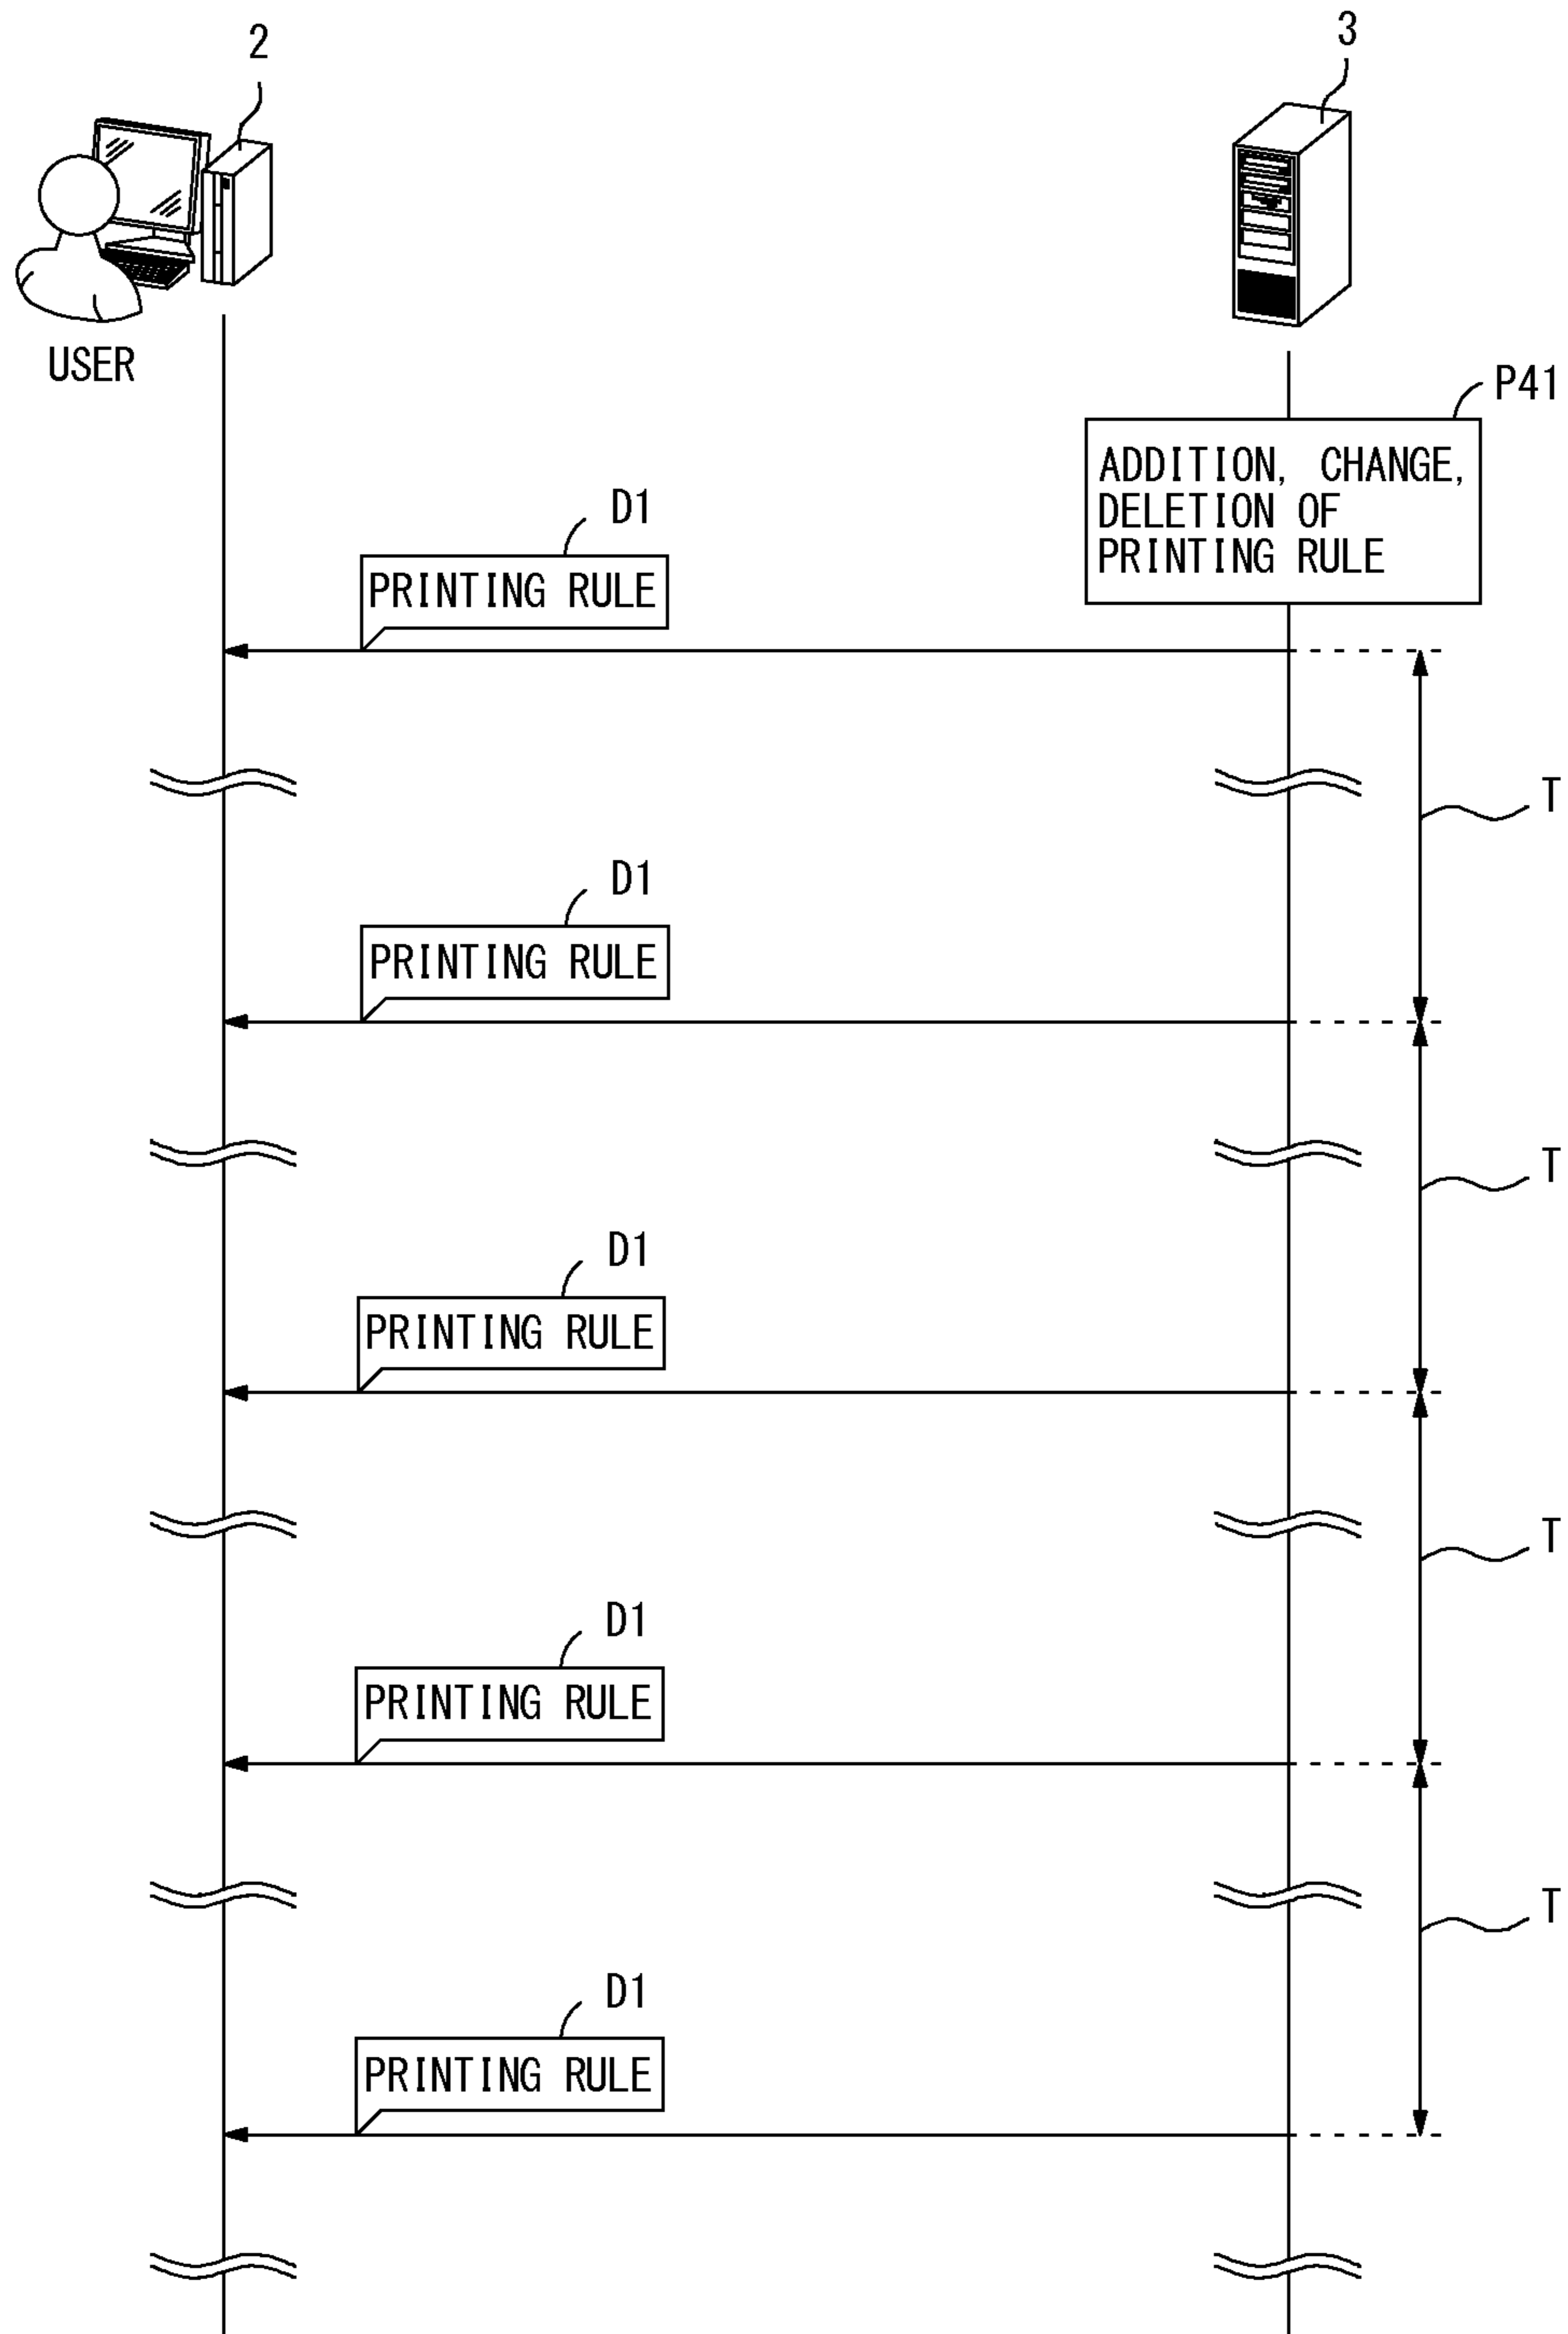 2
3
USER
P41
ADDITION, CHANGE,
DELETION OF
PRINTING RULE
D1
PRINTING RULE
T
D1
PRINTING RULE
T
D1
PRINTING RULE
T
D1
PRINTING RULE
T
D1
PRINTING RULE